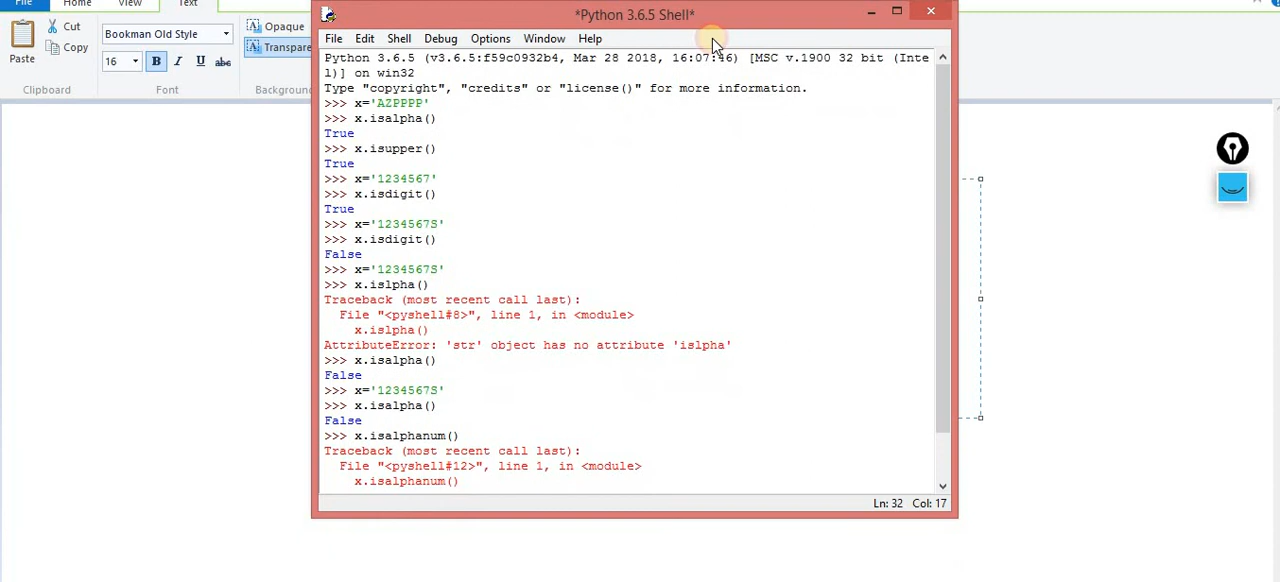 File Home View Text
Paste
Cut
Copy
Clipboard
Bookman Old Style
16 B I U abc
Font
A Opaque
A Transpare
Background
*Python 3.6.5 Shell*
File Edit Shell Debug Options Window Help
Python 3.6.5 (v3.6.5:f59c0932b4, Mar 28 2018, 16:07:46) [MSC v.1900 32 bit (Inte
l)] on win32
Type "copyright", "credits" or "license()" for more information.
>>> x='AZPPPP'
>>> x.isalpha()
True
>>> x.isupper()
True
>>> x='1234567'
>>> x.isdigit()
True
>>> x='1234567S'
>>> x.isdigit()
False
>>> x='1234567S'
>>> x.islpha()
Traceback (most recent call last):
  File "<pyshell#8>", line 1, in <module>
    x.islpha()
AttributeError: 'str' object has no attribute 'islpha'
>>> x.isalpha()
False
>>> x='1234567S'
>>> x.isalpha()
False
>>> x.isalphanum()
Traceback (most recent call last):
  File "<pyshell#12>", line 1, in <module>
    x.isalphanum()
Ln: 32 Col: 17